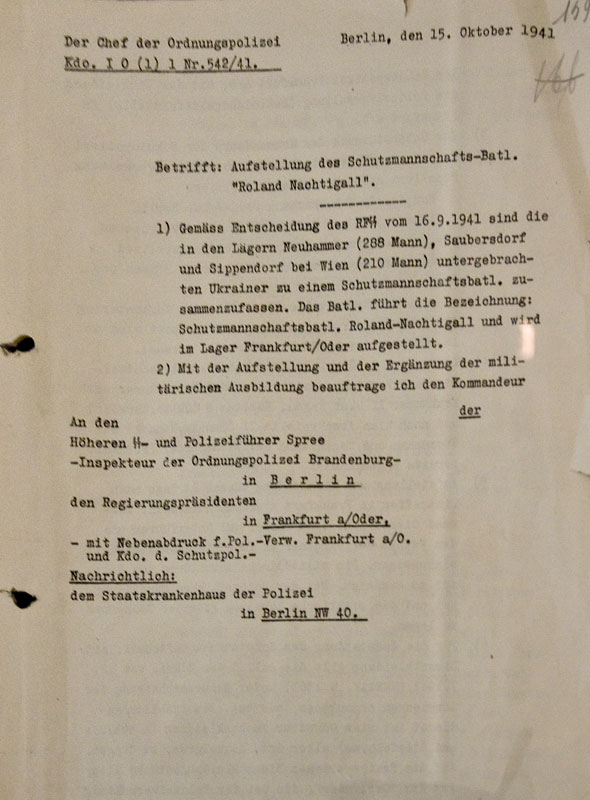 159
Der Chef der Ordnungspolizei
Berlin, den 15. Oktober 1941
Kdo. I O (1) 1 Nr.542/41.
Betrifft: Aufstellung des Schutzmannschafts-Batl.
"Roland Nachtigall".
1) Gemäss Entscheidung des RFSS vom 16.9.1941 sind die
in den Lägern Neuhammer (288 Mann), Saubersdorf
und Sippendorf bei Wien (210 Mann) untergebrach-
ten Ukrainer zu einem Schutzmannschaftsbatl. zu-
sammenzufassen. Das Batl. führt die Bezeichnung:
Schutzmannschaftsbatl. Roland-Nachtigall und wird
im Lager Frankfurt/Oder aufgestellt.
2) Mit der Aufstellung und der Ergänzung der mili-
tärischen Ausbildung beauftrage ich den Kommandeur
der
An den
Höheren SS- und Polizeiführer Spree
-Inspekteur der Ordnungspolizei Brandenburg-
in Berlin
den Regierungspräsidenten
in Frankfurt a/Oder,
- mit Nebenabdruck f.Pol.-Verw. Frankfurt a/O.
und Kdo. d. Schutzpol.-
Nachrichtlich:
dem Staatskrankenhaus der Polizei
in Berlin NW 40.